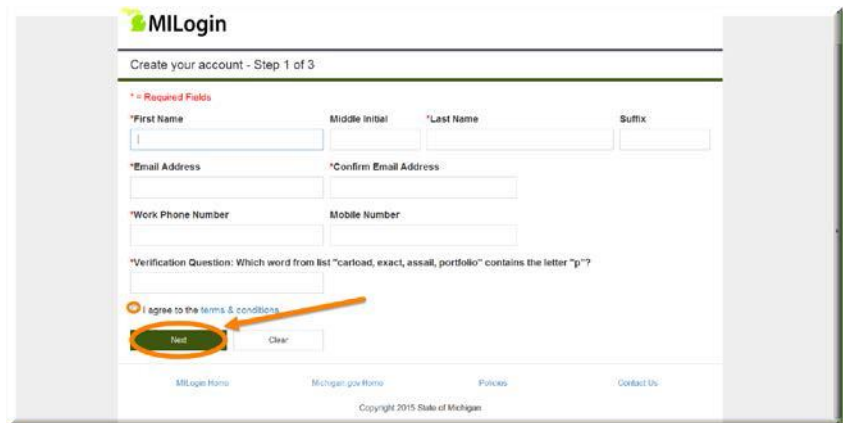 MILogin
Create your account - Step 1 of 3
* = Required Fields
*First Name Middle Initial *Last Name Suffix
*Email Address *Confirm Email Address
*Work Phone Number Mobile Number
*Verification Question: Which word from list "carload, exact, assail, portfolio" contains the letter "p"?
I agree to the terms & conditions
Next Clear
MILogin Home Michigan.gov Home Policies Contact Us
Copyright 2015 State of Michigan